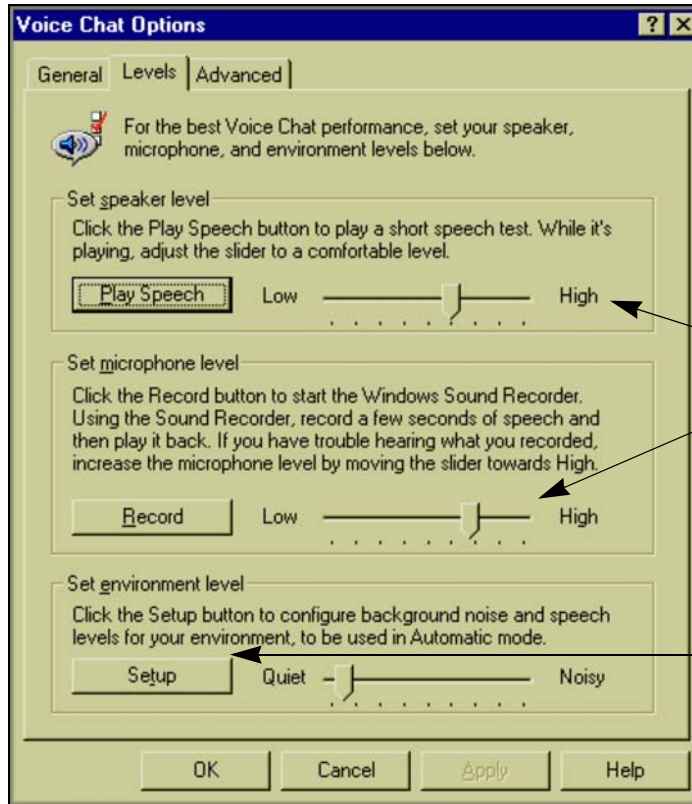 Voice Chat Options
General Levels Advanced
For the best Voice Chat performance, set your speaker,
microphone, and environment levels below.
Set speaker level
Click the Play Speech button to play a short speech test. While it's
playing, adjust the slider to a comfortable level.
Play Speech Low High
Set microphone level
Click the Record button to start the Windows Sound Recorder.
Using the Sound Recorder, record a few seconds of speech and
then play it back. If you have trouble hearing what you recorded,
increase the microphone level by moving the slider towards High.
Record Low High
Set environment level
Click the Setup button to configure background noise and speech
levels for your environment, to be used in Automatic mode.
Setup Quiet Noisy
OK Cancel Apply Help